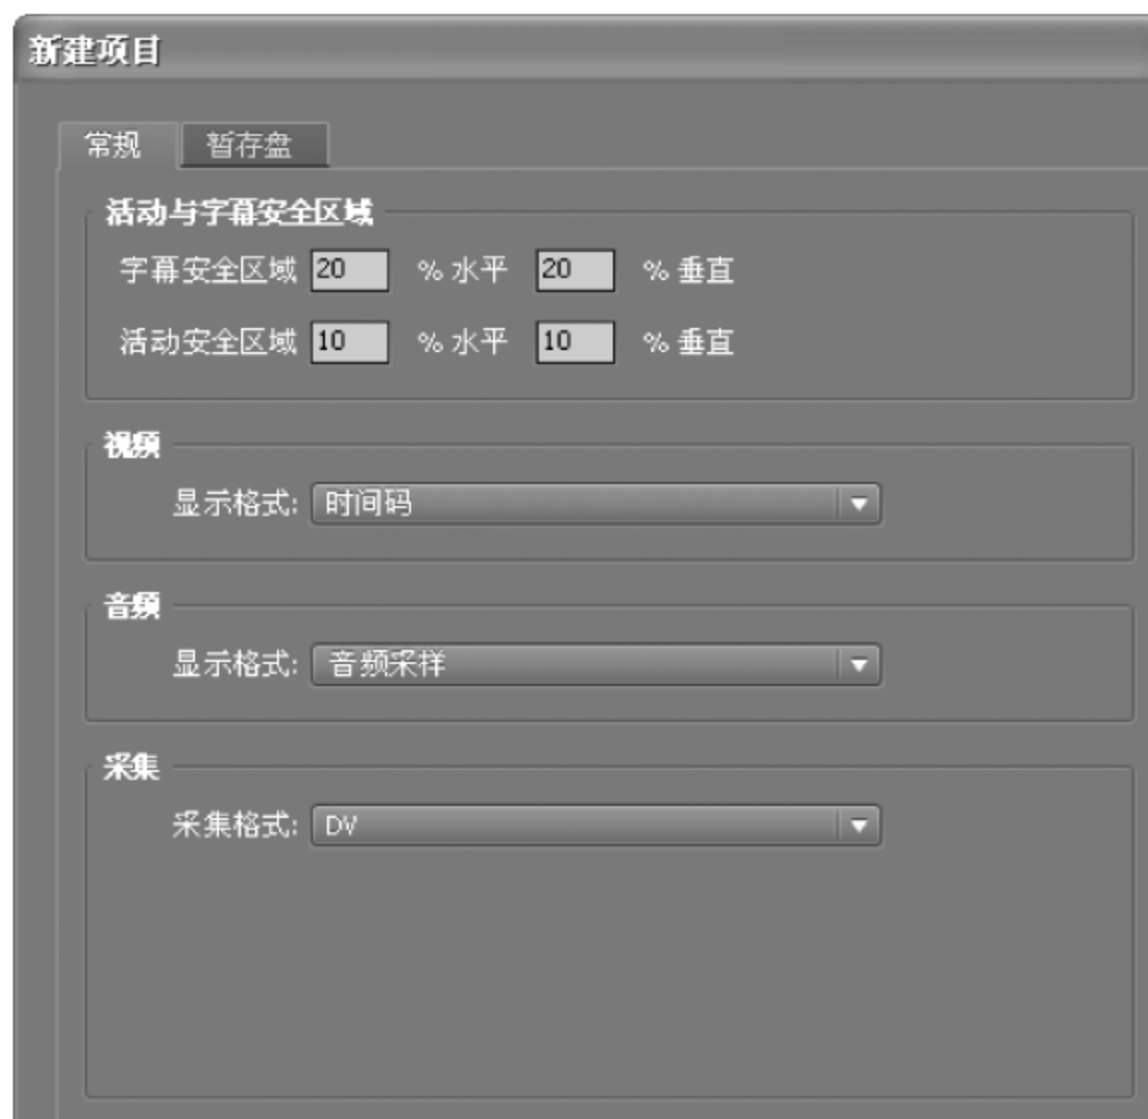 新建项目
常规 暂存盘
活动与字幕安全区域
字幕安全区域 20 % 水平 20 % 垂直
活动安全区域 10 % 水平 10 % 垂直
视频
显示格式: 时间码
音频
显示格式: 音频采样
采集
采集格式: DV